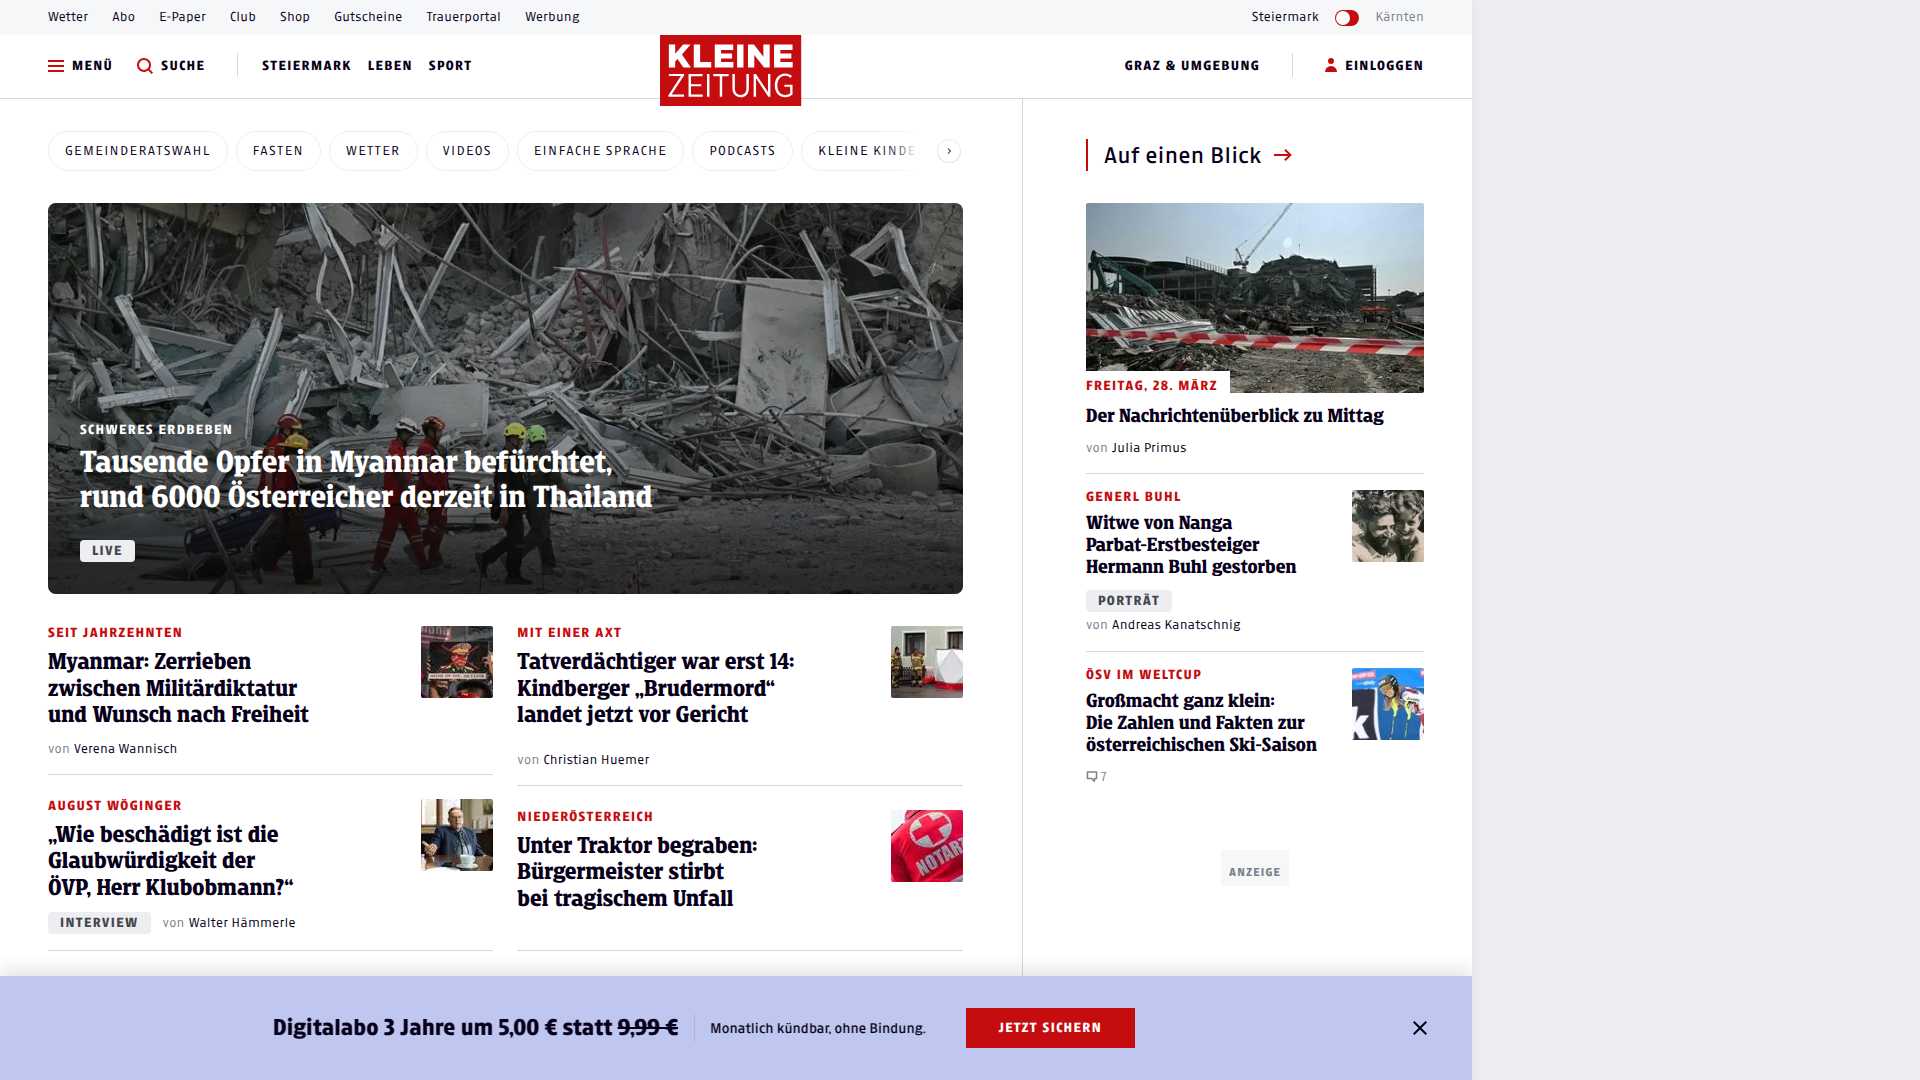 Wetter Abo E-Paper Club Shop Gutscheine Trauerportal Werbung Steiermark Kärnten
MENÜ SUCHE STEIERMARK LEBEN SPORT KLEINE ZEITUNG GRAZ & UMGEBUNG EINLOGGEN
GEMEINDERATSWAHL FASTEN WETTER VIDEOS EINFACHE SPRACHE PODCASTS KLEINE KINDE
SCHWERES ERDBEBEN
Tausende Opfer in Myanmar befürchtet,
rund 6000 Österreicher derzeit in Thailand
LIVE
SEIT JAHRZEHNTEN
Myanmar: Zerrieben
zwischen Militärdiktatur
und Wunsch nach Freiheit
von Verena Wannisch
AUGUST WÖGINGER
„Wie beschädigt ist die
Glaubwürdigkeit der
ÖVP, Herr Klubobmann?“
INTERVIEW von Walter Hämmerle
MIT EINER AXT
Tatverdächtiger war erst 14:
Kindberger „Brudermord“
landet jetzt vor Gericht
von Christian Huemer
NIEDERÖSTERREICH
Unter Traktor begraben:
Bürgermeister stirbt
bei tragischem Unfall
NOTAR
Auf einen Blick
FREITAG, 28. MÄRZ
Der Nachrichtenüberblick zu Mittag
von Julia Primus
GENERL BUHL
Witwe von Nanga
Parbat-Erstbesteiger
Hermann Buhl gestorben
PORTRÄT
von Andreas Kanatschnig
ÖSV IM WELTCUP
Großmacht ganz klein:
Die Zahlen und Fakten zur
österreichischen Ski-Saison
7
ANZEIGE
Digitalabo 3 Jahre um 5,00 € statt 9,99 € Monatlich kündbar, ohne Bindung. JETZT SICHERN